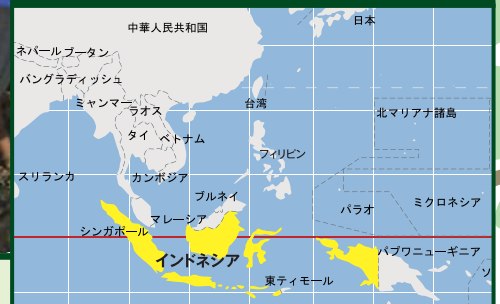 日本
中華人民共和国
ネパール
ブータン
バングラディッシュ
ミャンマー
ラオス
台湾
北マリアナ諸島
タイ
ベトナム
フィリピン
スリランカ
カンボジア
ブルネイ
ミクロネシア
パラオ
マレーシア
シンガポール
パプワニューギニア
インドネシア
ソ
東ティモール